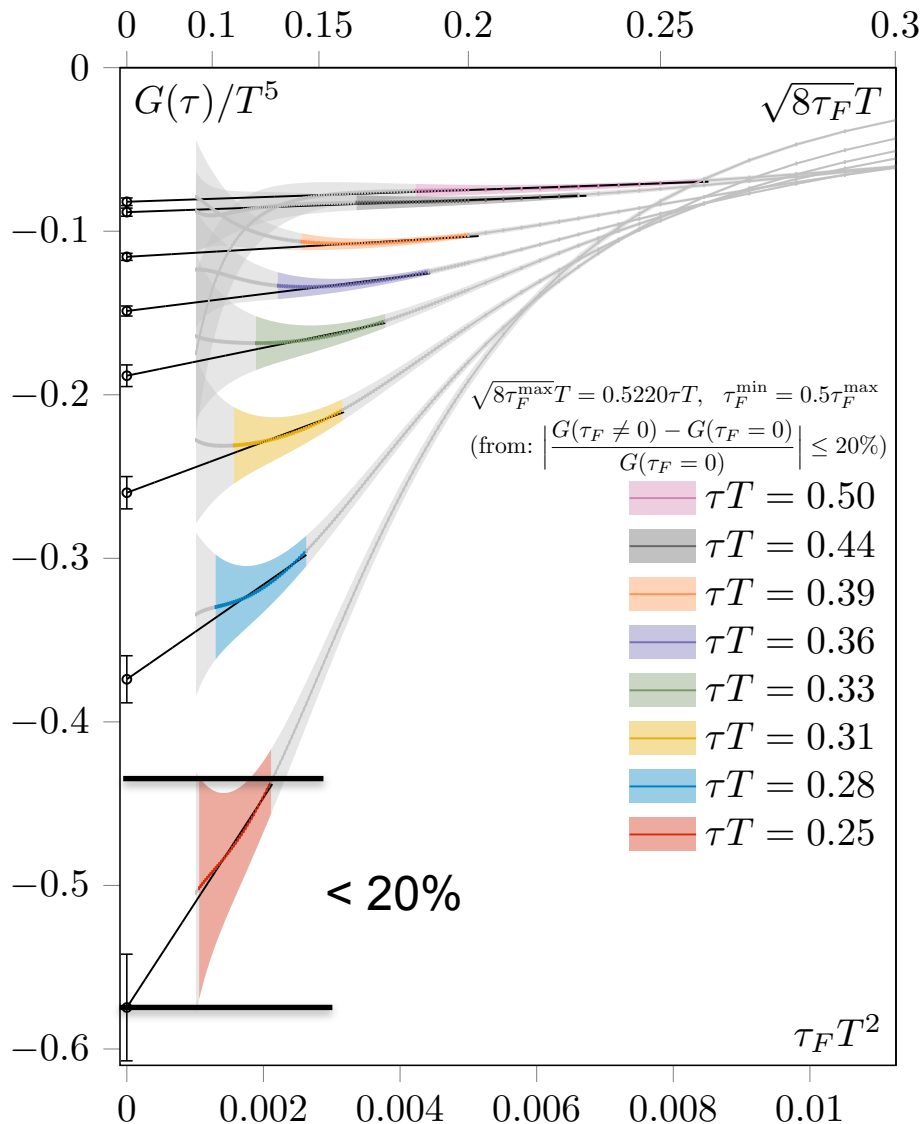 0 0.1 0.15 0.2 0.25 0.3
G(τ)/T⁵
√(8τ_F)T
0
−0.1
−0.2
−0.3
−0.4
−0.5
−0.6
√(8τ_F^max)T = 0.5220τT, τ_F^min = 0.5τ_F^max
(from: |(G(τ_F ≠ 0) − G(τ_F = 0))/G(τ_F = 0)| ≤ 20%)
τT = 0.50
τT = 0.44
τT = 0.39
τT = 0.36
τT = 0.33
τT = 0.31
τT = 0.28
τT = 0.25
< 20%
τ_F T²
0 0.002 0.004 0.006 0.008 0.01